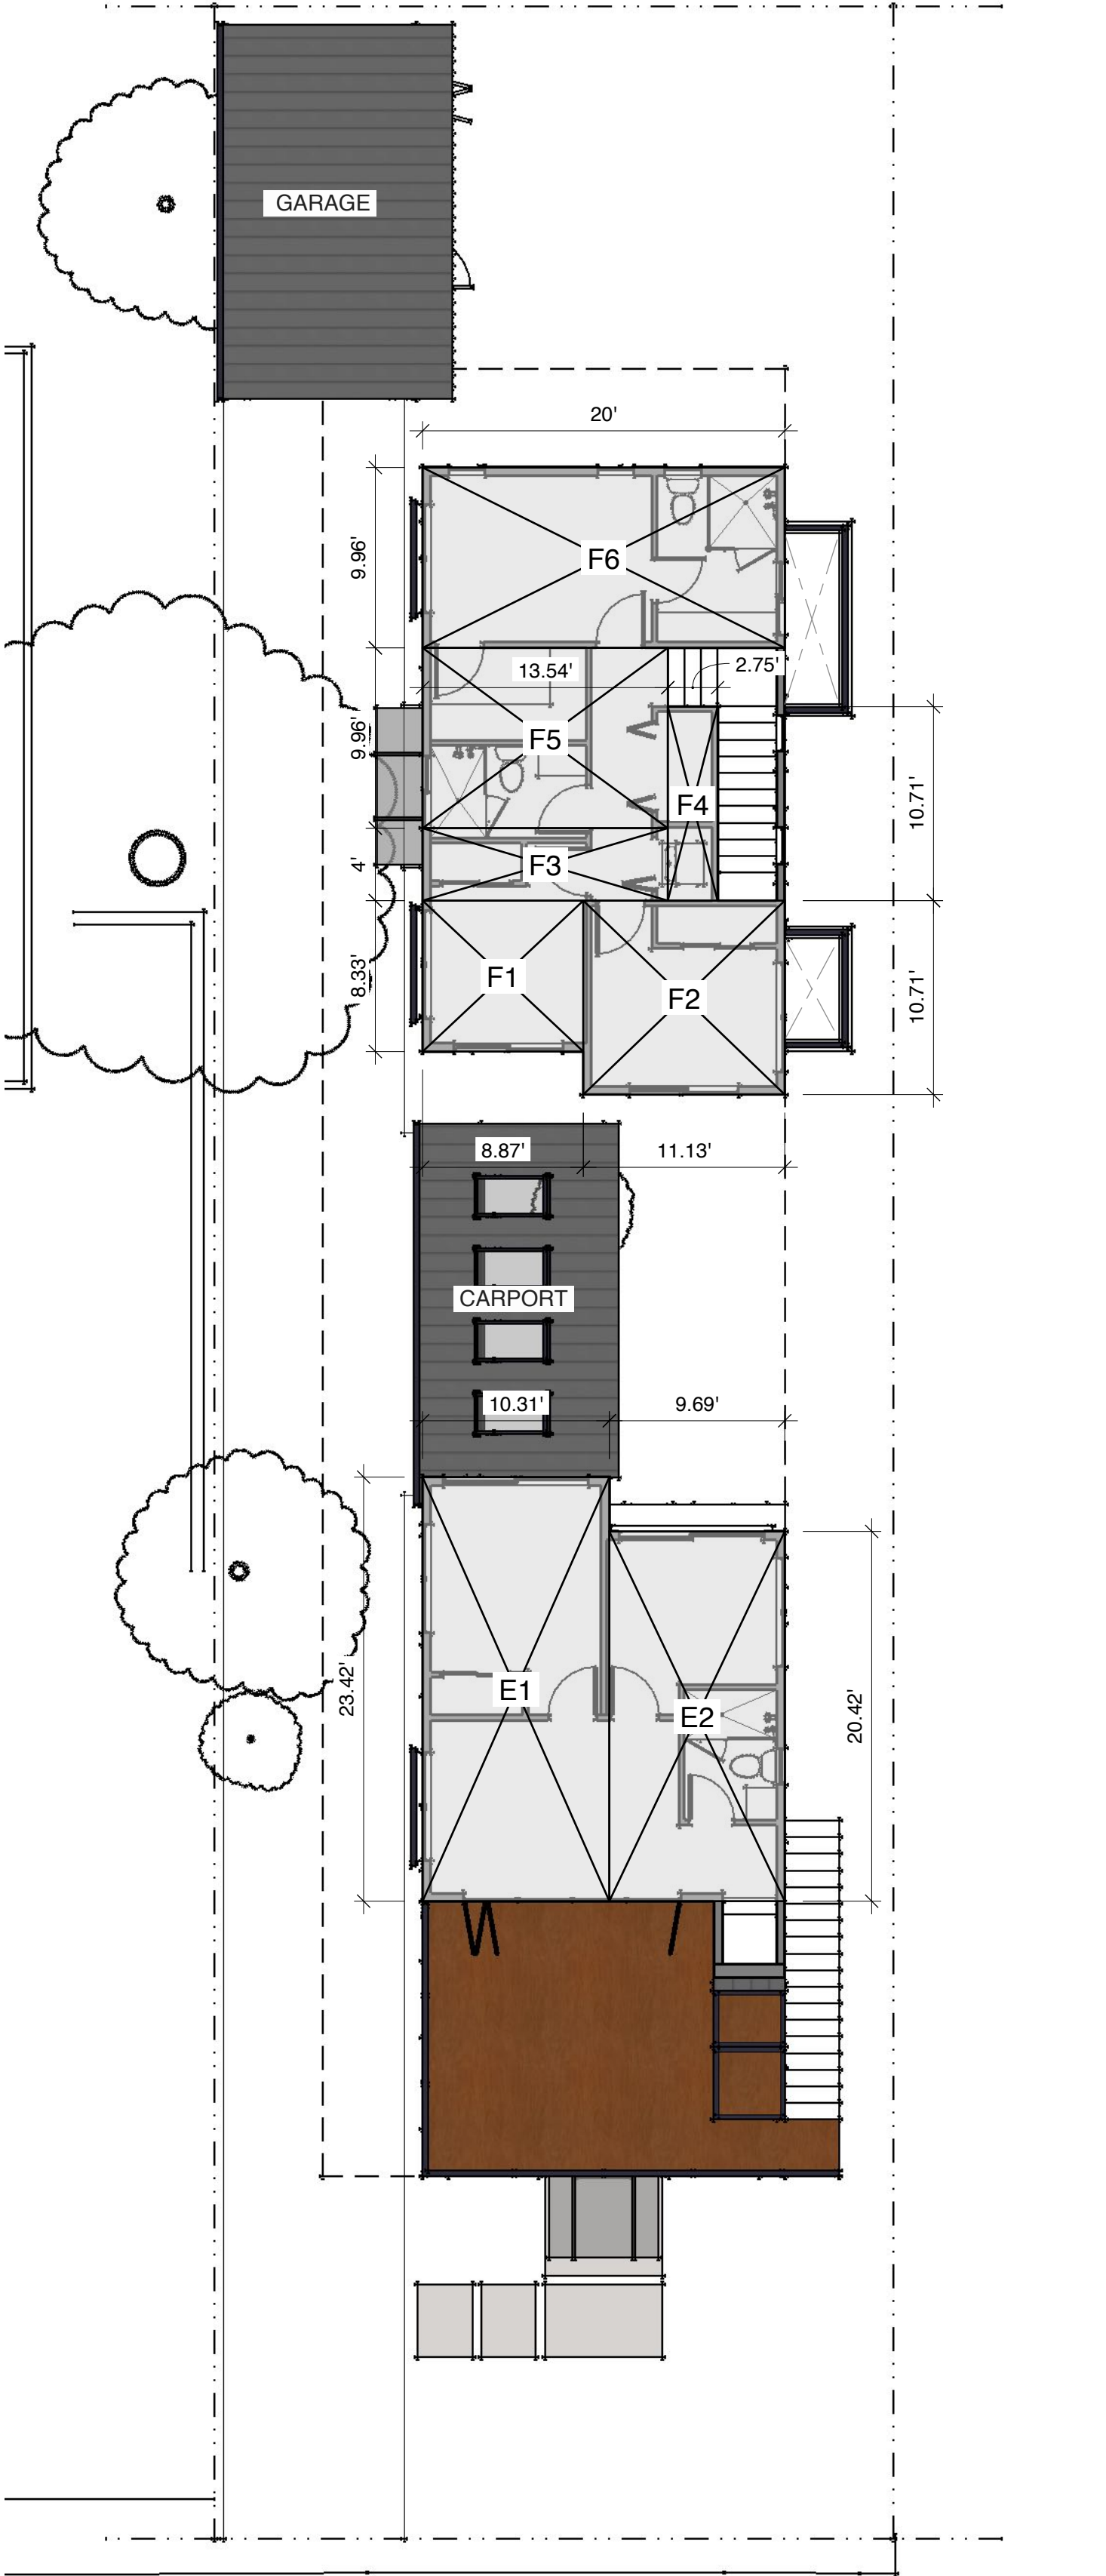 GARAGE
20'
9.96'
F6
13.54'
2.75'
9.96'
F5
F4
10.71'
4'
F3
8.33'
F1
F2
10.71'
8.87'
11.13'
CARPORT
10.31'
9.69'
23.42'
E1
E2
20.42'